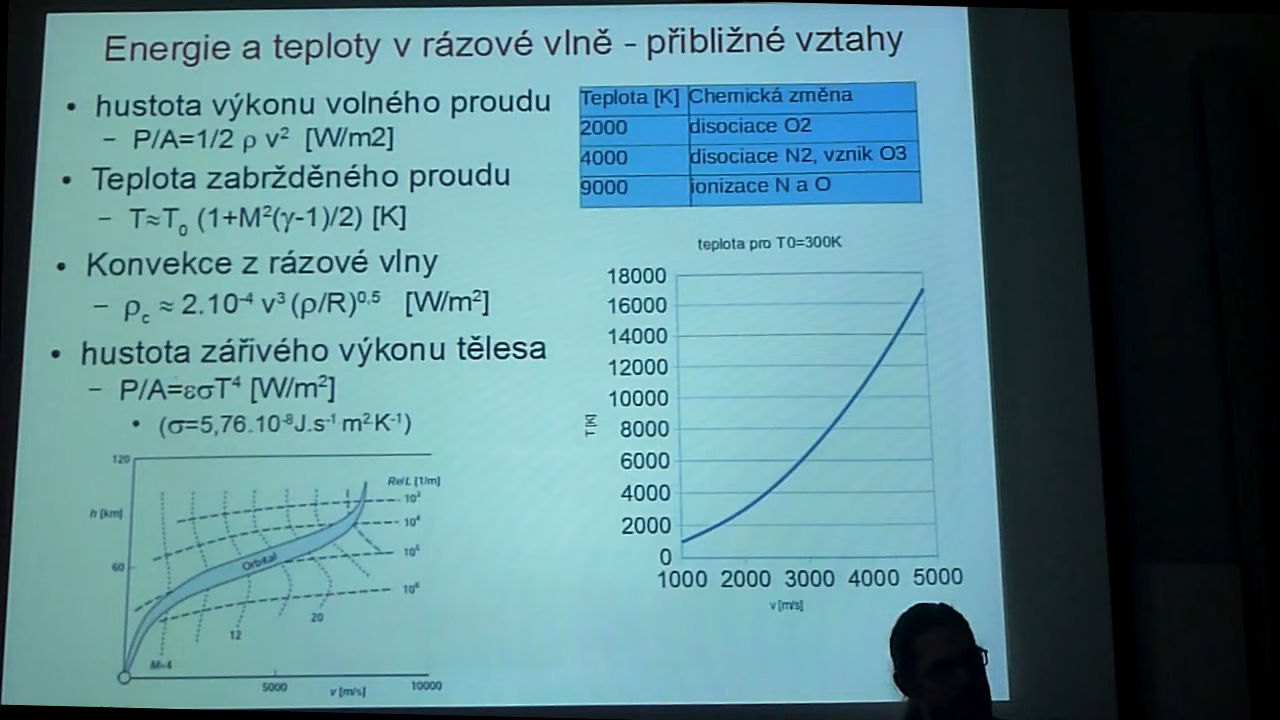 Energie a teploty v rázové vlně - přibližné vztahy
• hustota výkonu volného proudu
– P/A=1/2 ρ v² [W/m2]
• Teplota zabržděného proudu
– T≈T₀ (1+M²(γ-1)/2) [K]
• Konvekce z rázové vlny
– ρc ≈ 2.10⁻⁴ v³ (ρ/R)⁰,⁵ [W/m²]
• hustota zářivého výkonu tělesa
– P/A=εσT⁴ [W/m²]
• (σ=5,76.10⁻⁸J.s⁻¹ m² K⁻¹)
Teplota [K] Chemická změna
2000 disociace O2
4000 disociace N2, vznik O3
9000 ionizace N a O
teplota pro T0=300K
18000
16000
14000
12000
10000
8000
6000
4000
2000
0
T[K]
1000 2000 3000 4000 5000
v [m/s]
120
h [km]
60
Re/L [1/m]
10³
10⁴
10⁵
10⁶
Orbital
20
12
M=4
5000 v [m/s] 10000